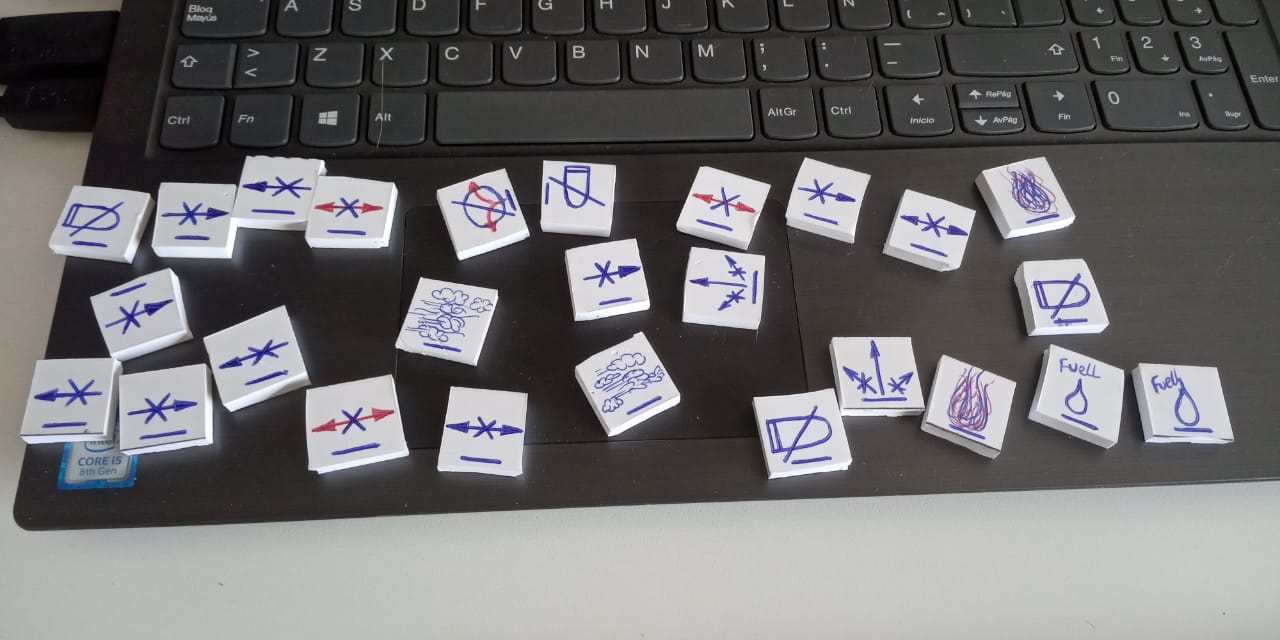 Bloq
Mayús
A
S
D
F
G
H
J
K
L
Ñ
>
<
Z
X
C
V
B
N
M
;
,
:
.
_
-
1
Fin
2
3
AvPág
Enter
Ctrl
Fn
Alt
AltGr
Ctrl
Inicio
RePág
AvPág
Fin
0
Ins
.
Supr
Fuell
Fuell
intel
CORE i5
8th Gen